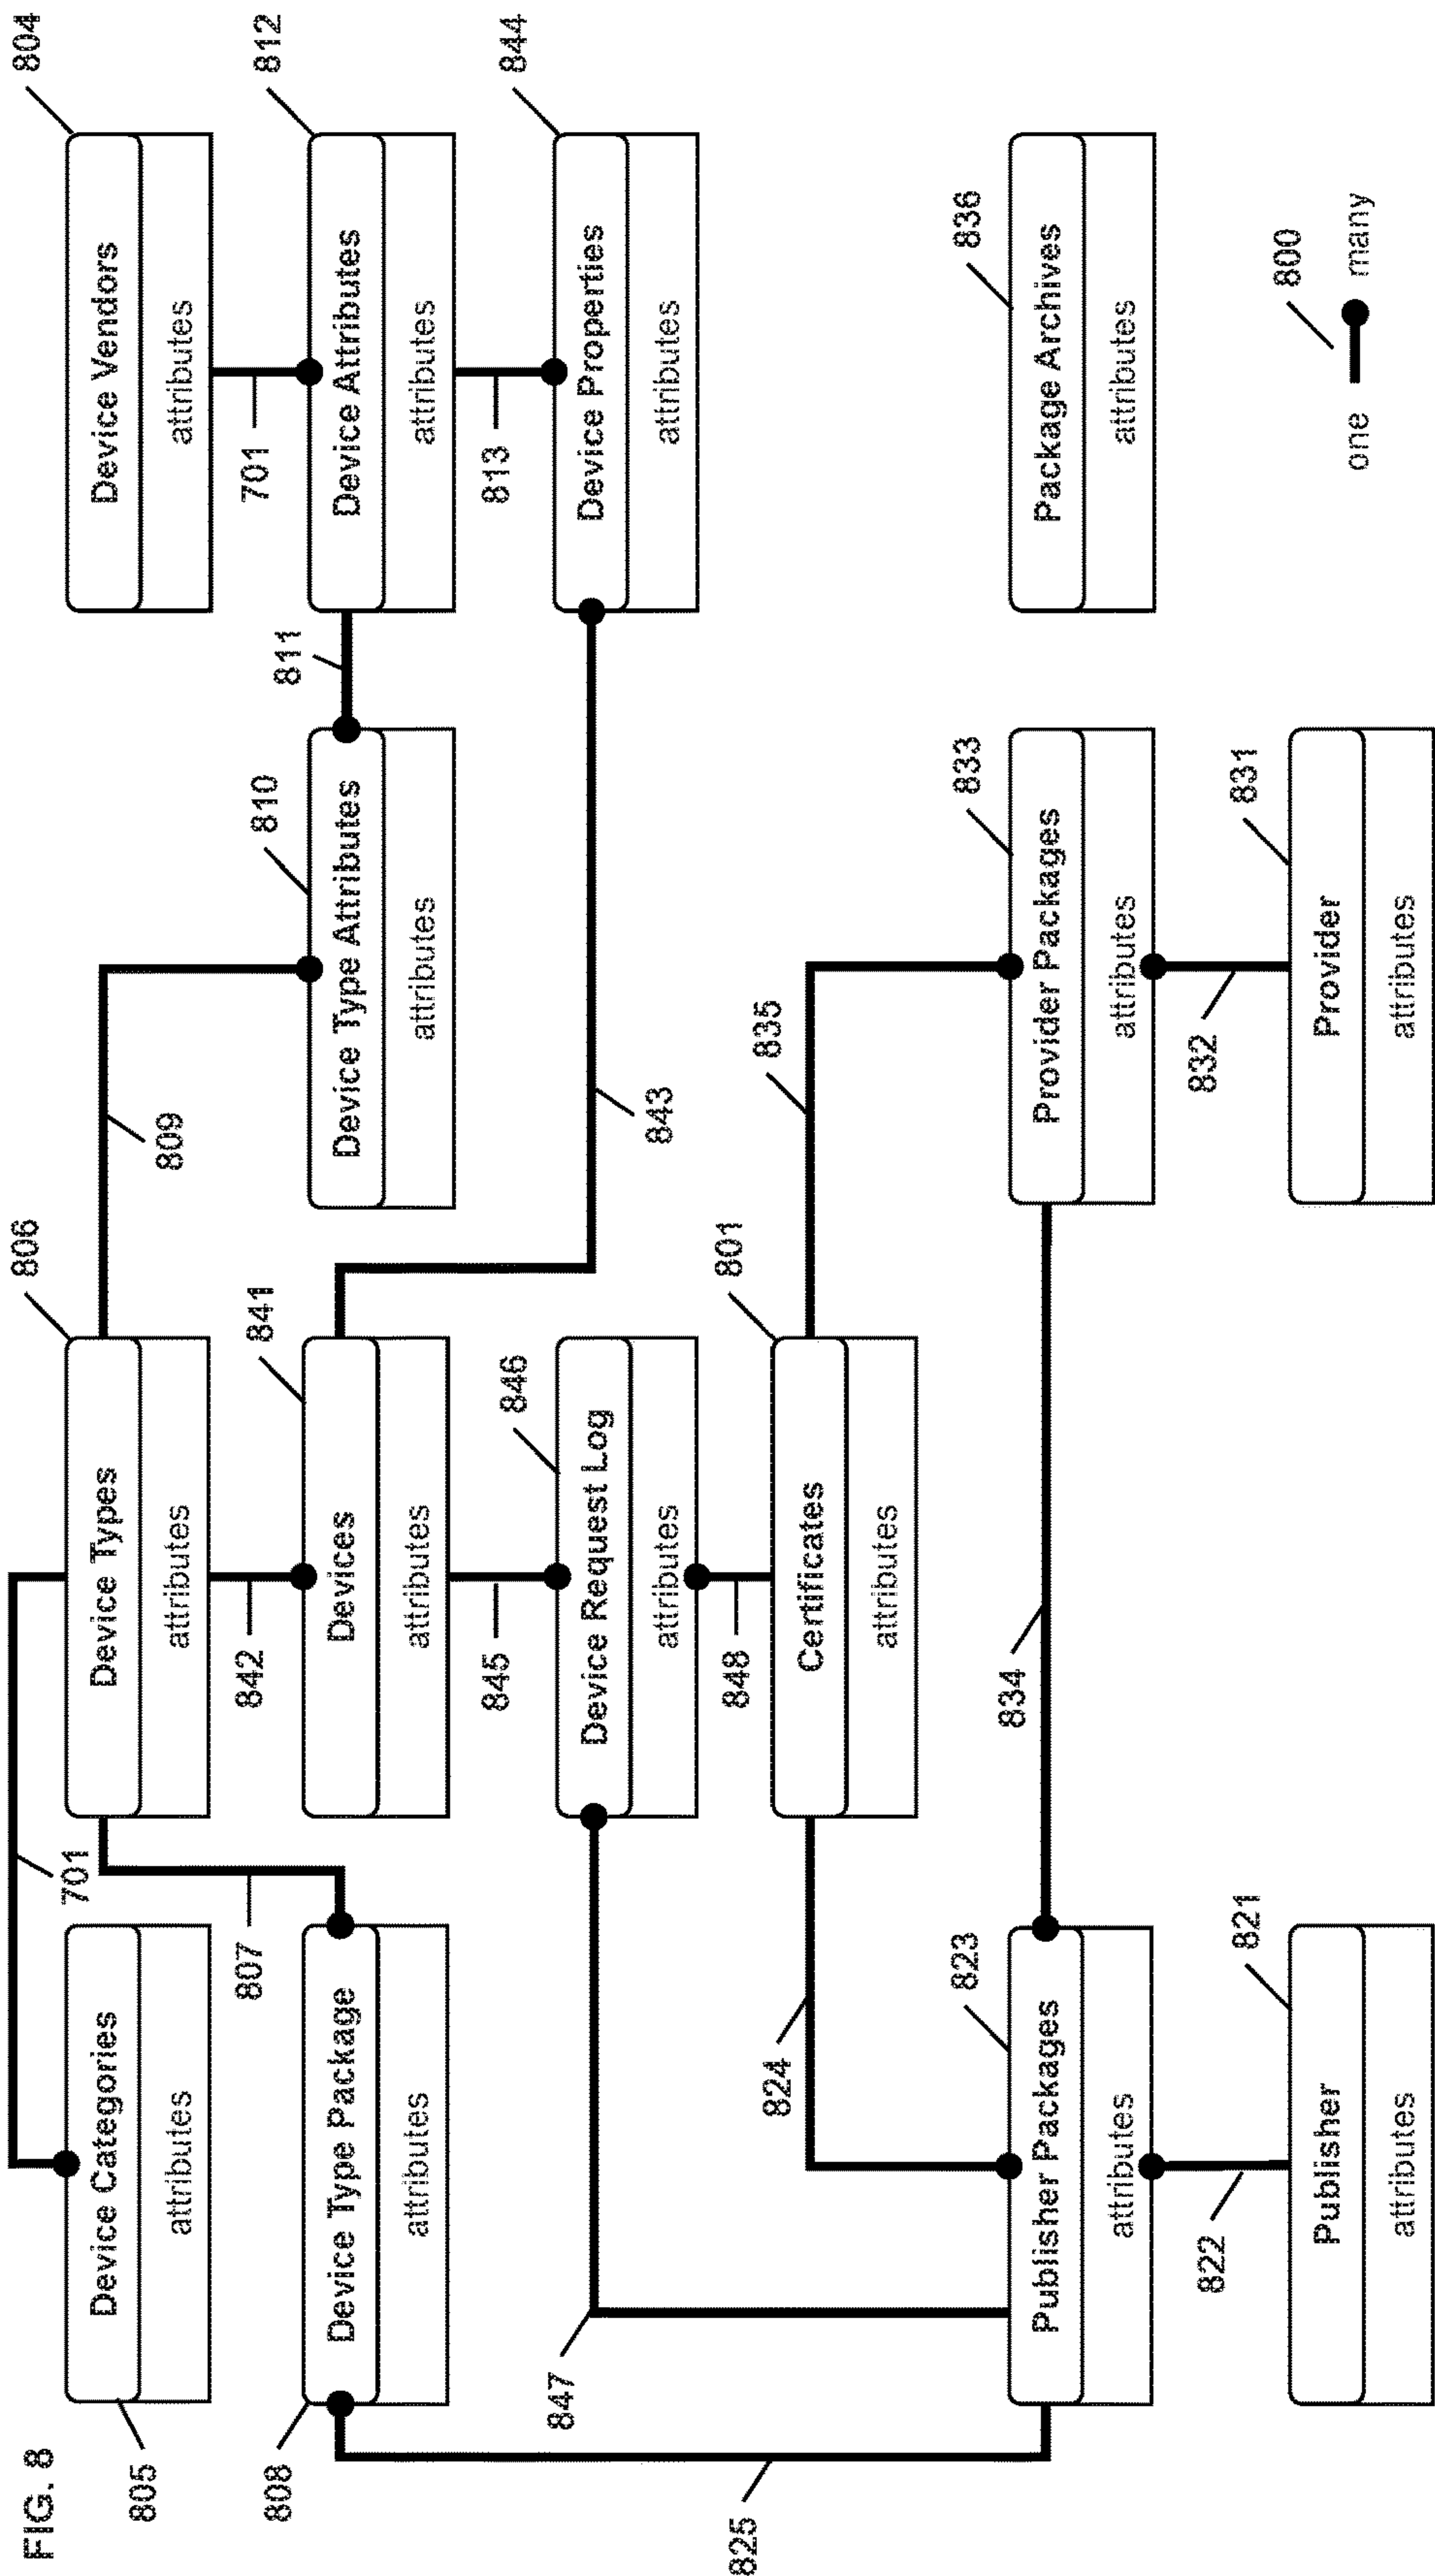 FIG. 8
701
805
Device Categories
attributes
806
Device Types
attributes
809
804
Device Vendors
attributes
807
842
701
808
Device Type Package
attributes
841
Devices
attributes
810
Device Type Attributes
attributes
811
812
Device Attributes
attributes
845
813
847
846
Device Request Log
attributes
843
844
Device Properties
attributes
848
825
824
801
Certificates
attributes
835
823
Publisher Packages
attributes
834
833
Provider Packages
attributes
836
Package Archives
attributes
822
821
Publisher
attributes
832
831
Provider
attributes
800
one many